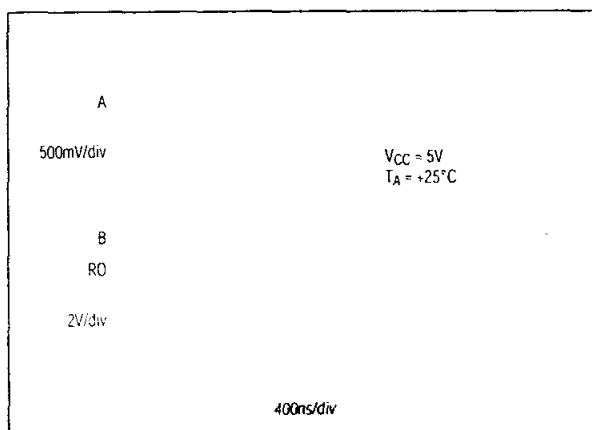 A
500mV/div
VCC = 5V
TA = +25°C
B
RO
2V/div
400ns/div